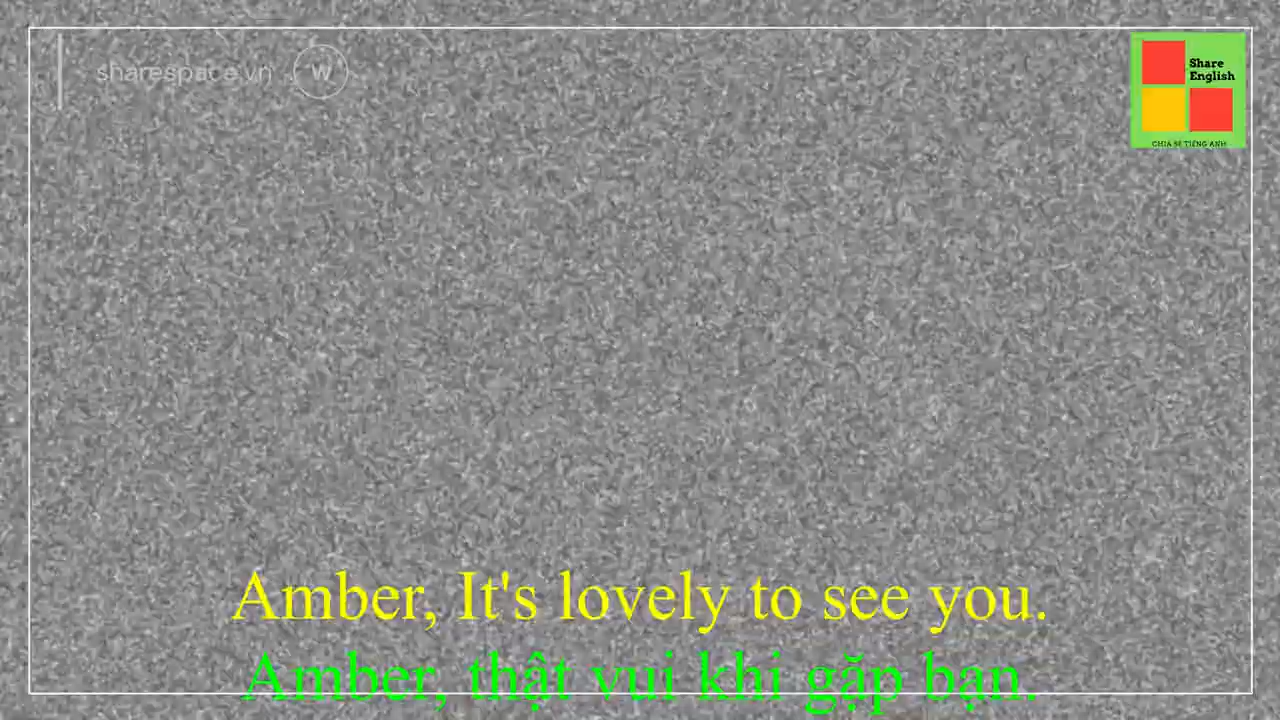 sharespace.vn W
Share
English
CHIA SẺ TIẾNG ANH
Amber, It's lovely to see you.
Amber, thật vui khi gặp bạn.